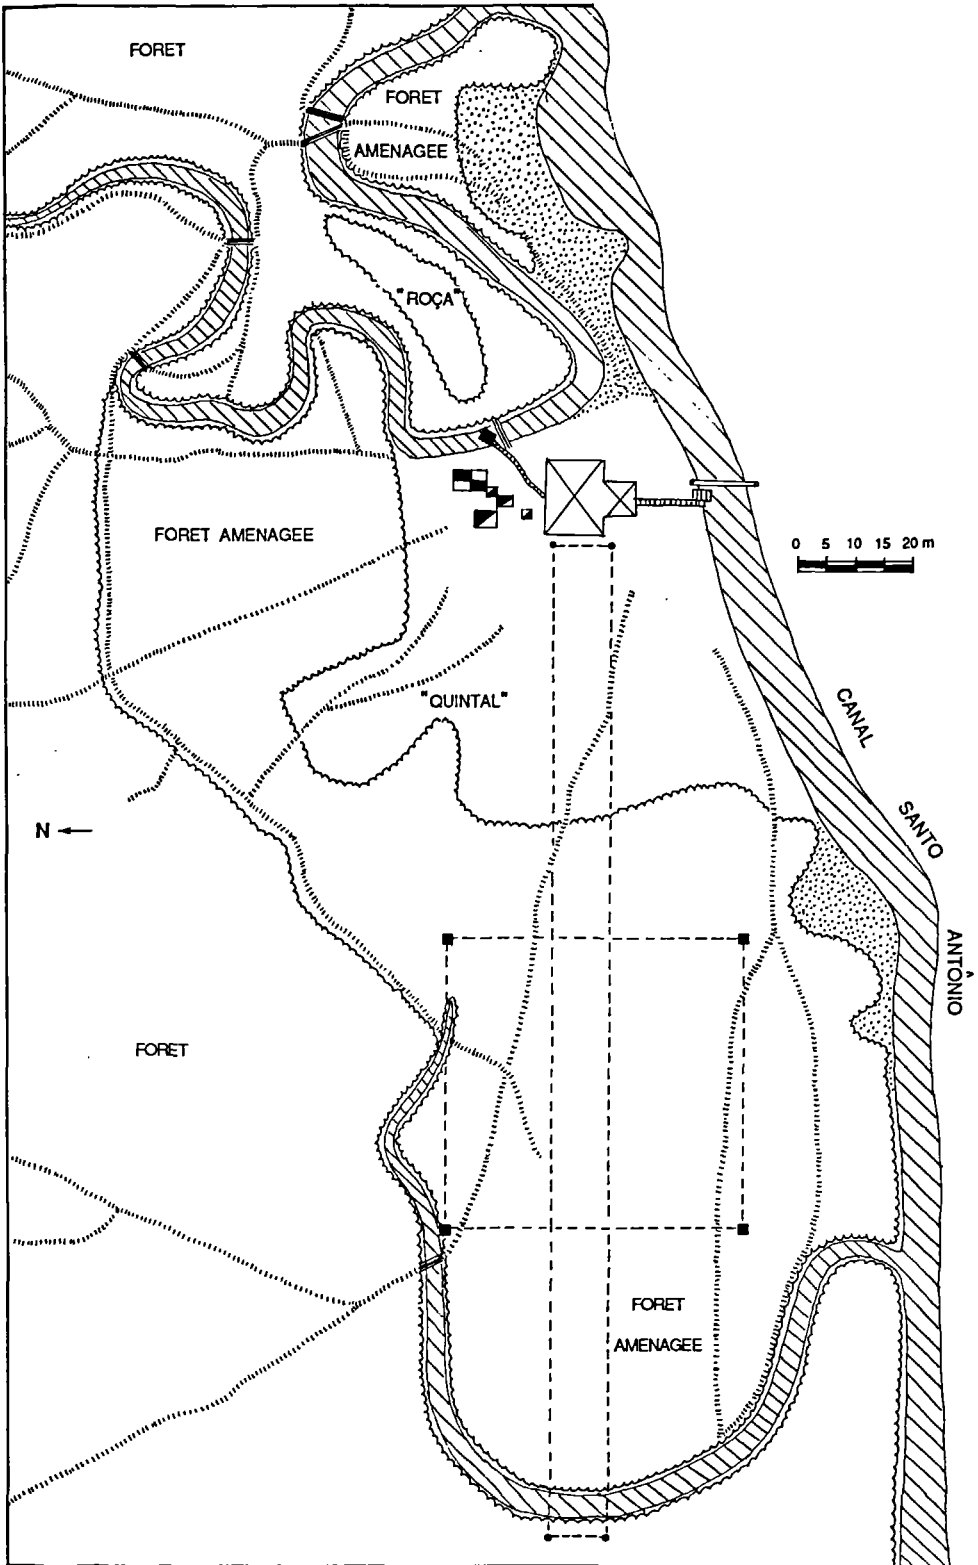 FORET
FORET
AMENAGEE
"ROÇA"
FORET AMENAGEE
0 5 10 15 20 m
"QUINTAL"
CANAL
SANTO
ANTÔNIO
N
FORET
FORET
AMENAGEE